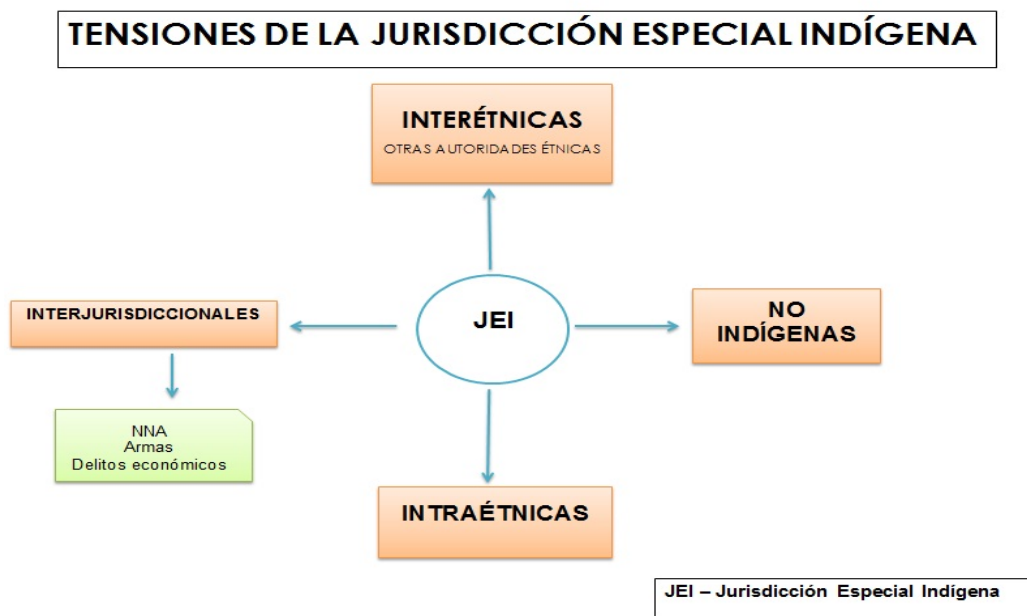 TENSIONES DE LA JURISDICCIÓN ESPECIAL INDÍGENA
INTERÉTNICAS
OTRAS AUTORIDADES ÉTNICAS
INTERJURISDICCIONALES
JEI
NO
INDÍGENAS
NNA
Armas
Delitos económicos
INTRAÉTNICAS
JEI – Jurisdicción Especial Indígena